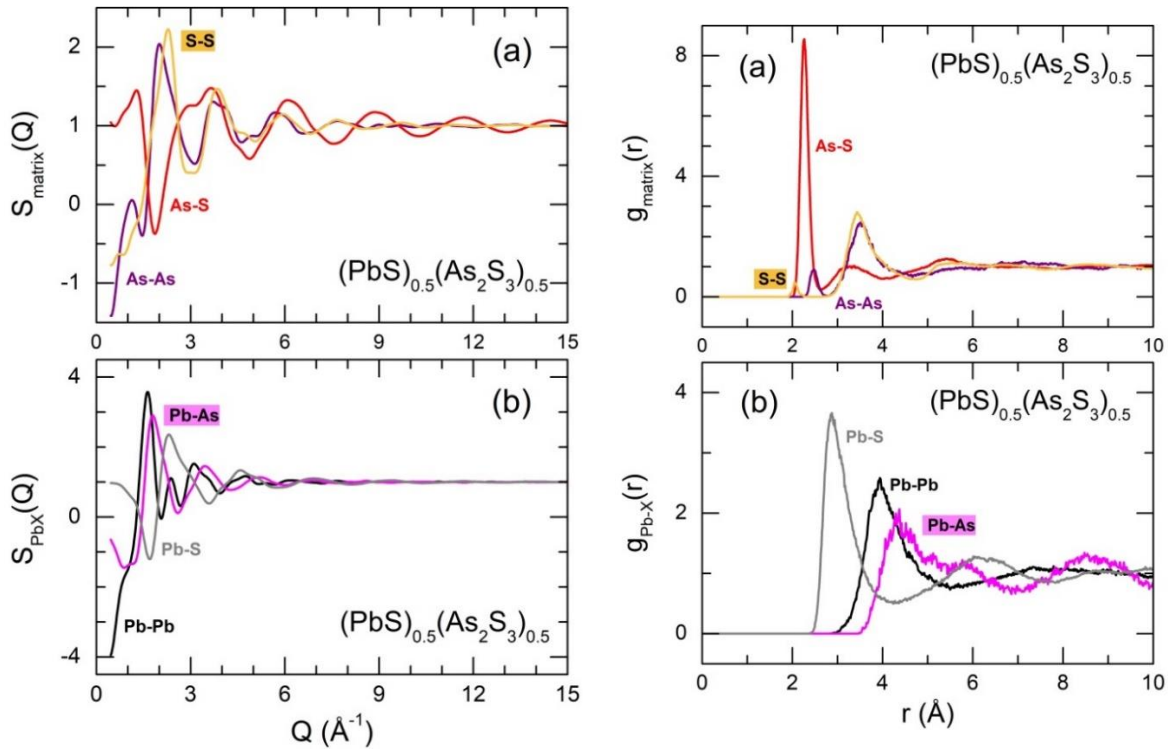 S-S
(a)
As-S
As-As
(PbS)0.5(As2S3)0.5
Smatrix(Q)
2
1
0
-1
0 3 6 9 12 15
Pb-As
(b)
Pb-S
Pb-Pb
(PbS)0.5(As2S3)0.5
SPbX(Q)
4
0
-4
0 3 6 9 12 15
Q (Å-1)
(a)
(PbS)0.5(As2S3)0.5
As-S
S-S
As-As
gmatrix(r)
8
4
0
0 2 4 6 8 10
(b)
(PbS)0.5(As2S3)0.5
Pb-S
Pb-Pb
Pb-As
gPb-X(r)
4
2
0
0 2 4 6 8 10
r (Å)